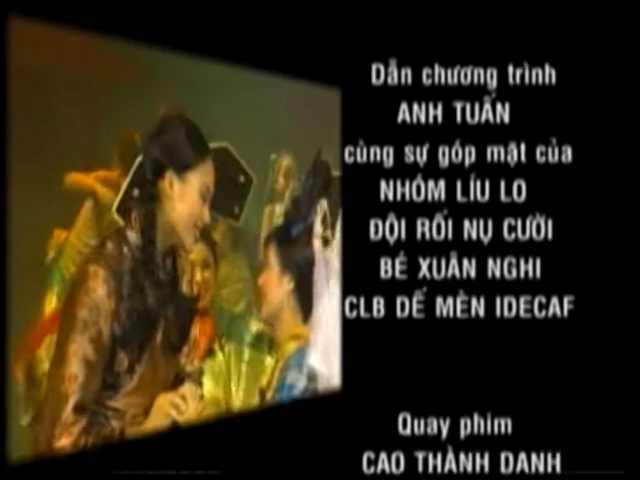 Dẫn chương trình
ANH TUẤN
cùng sự góp mặt của
NHÓM LÍU LO
ĐỘI RỐI NỤ CƯỜI
BÉ XUÂN NGHI
CLB DẾ MÈN IDECAF
Quay phim
CAO THÀNH DANH